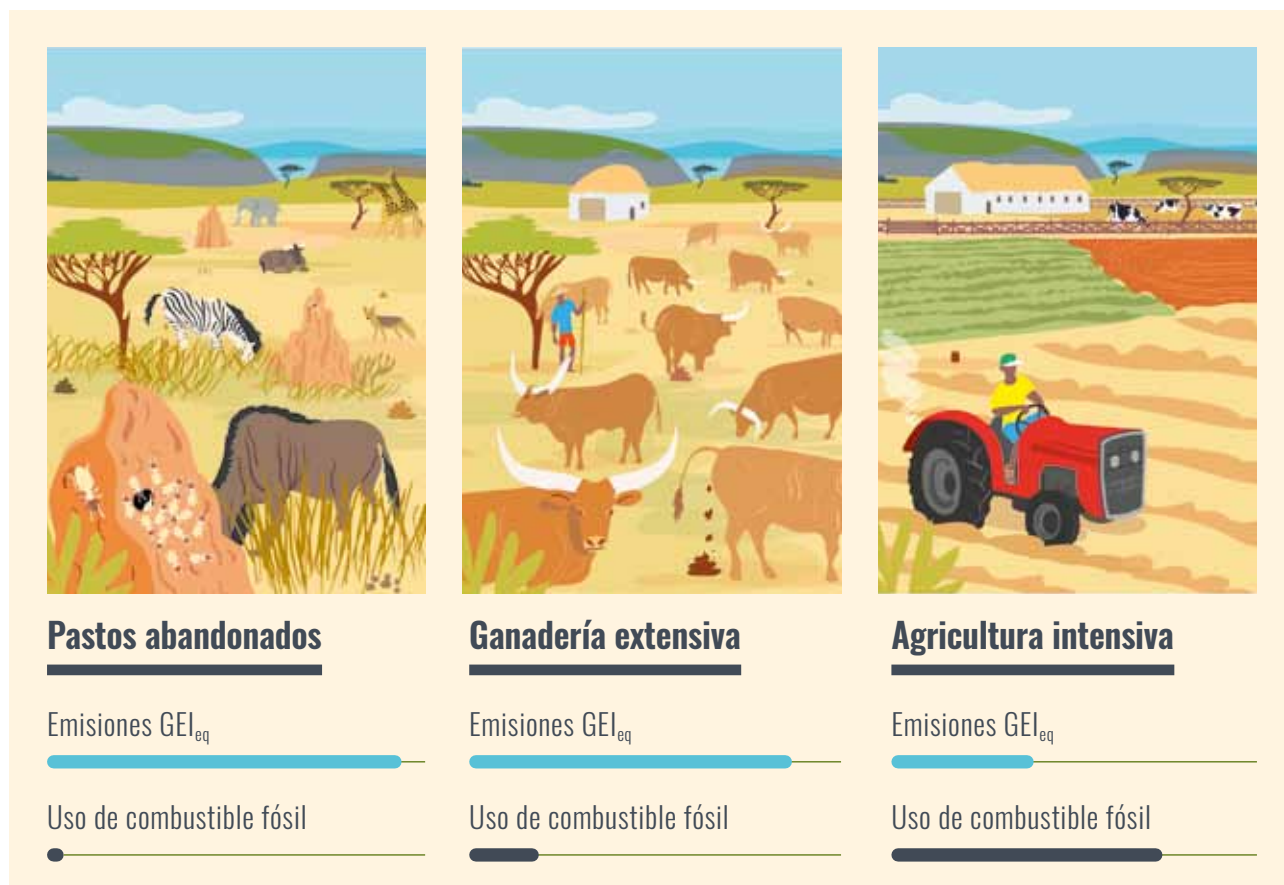 Pastos abandonados
Emisiones GEIeq
Uso de combustible fósil
Ganadería extensiva
Emisiones GEIeq
Uso de combustible fósil
Agricultura intensiva
Emisiones GEIeq
Uso de combustible fósil